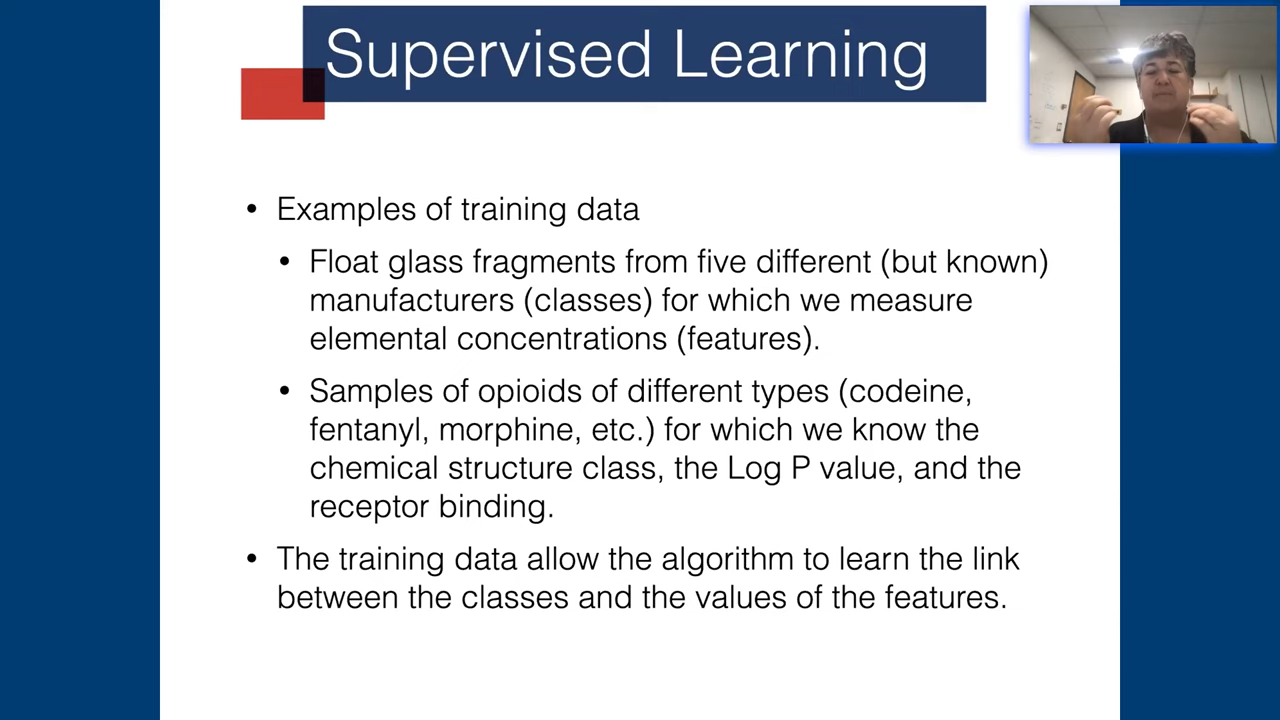 Supervised Learning
• Examples of training data
• Float glass fragments from five different (but known)
manufacturers (classes) for which we measure
elemental concentrations (features).
• Samples of opioids of different types (codeine,
fentanyl, morphine, etc.) for which we know the
chemical structure class, the Log P value, and the
receptor binding.
• The training data allow the algorithm to learn the link
between the classes and the values of the features.